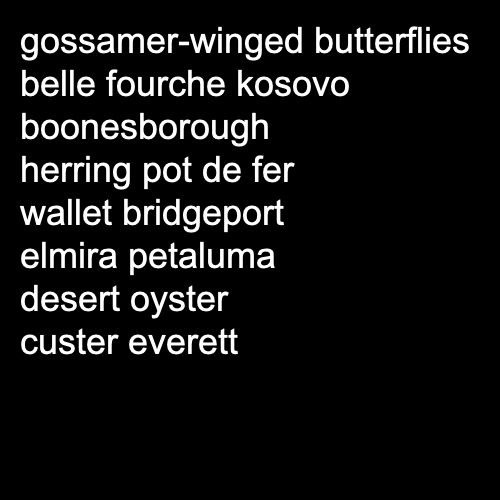 gossamer-winged butterflies
belle fourche kosovo
boonesborough
herring pot de fer
wallet bridgeport
elmira petaluma
desert oyster
custer everett